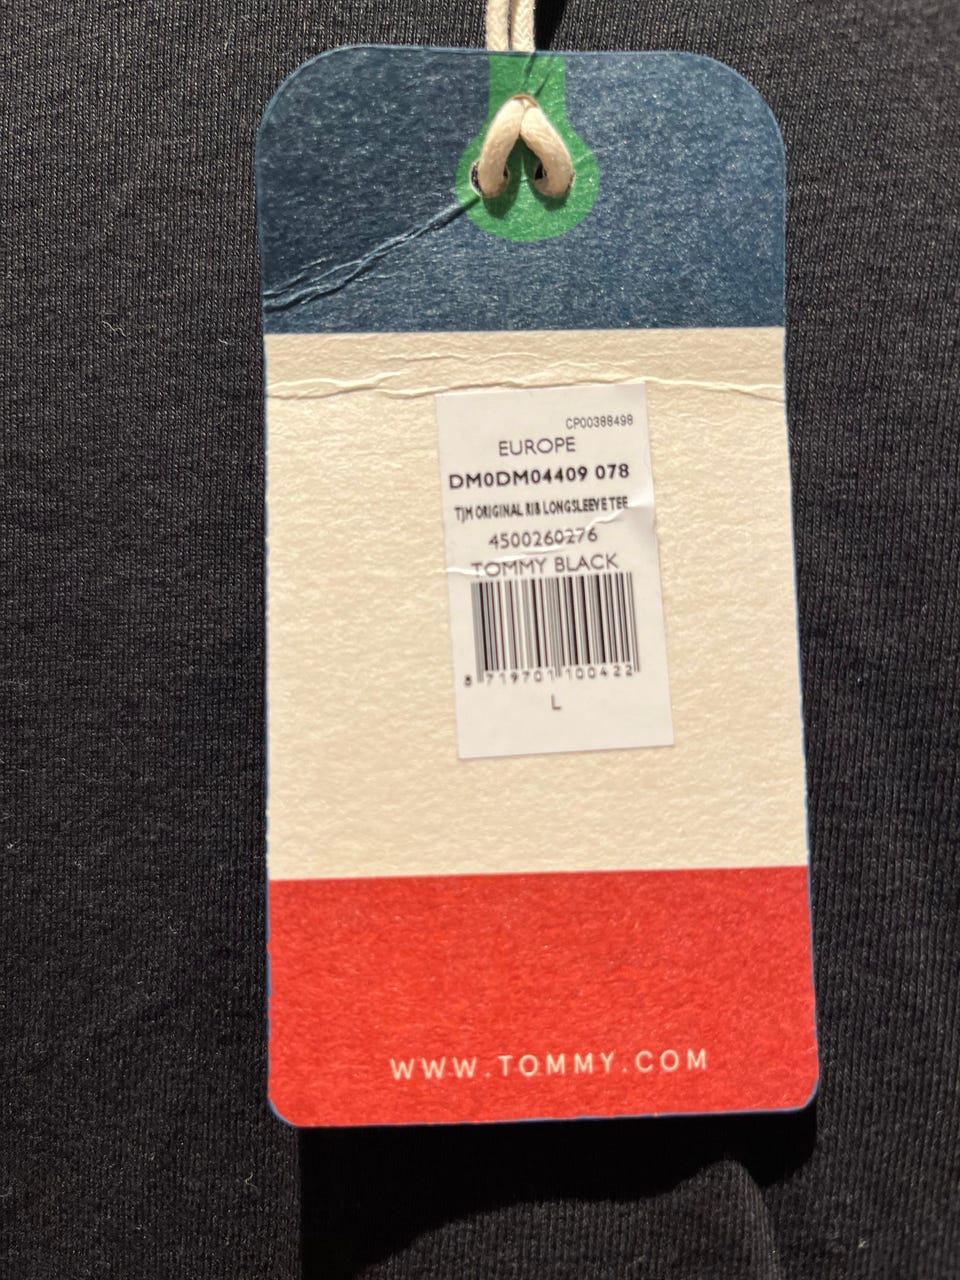 CP00388498
EUROPE
DM0DM04409 078
TJM ORIGINAL RIB LONGSLEEVE TEE
4500260276
TOMMY BLACK
8 719701 100422
L
WWW.TOMMY.COM